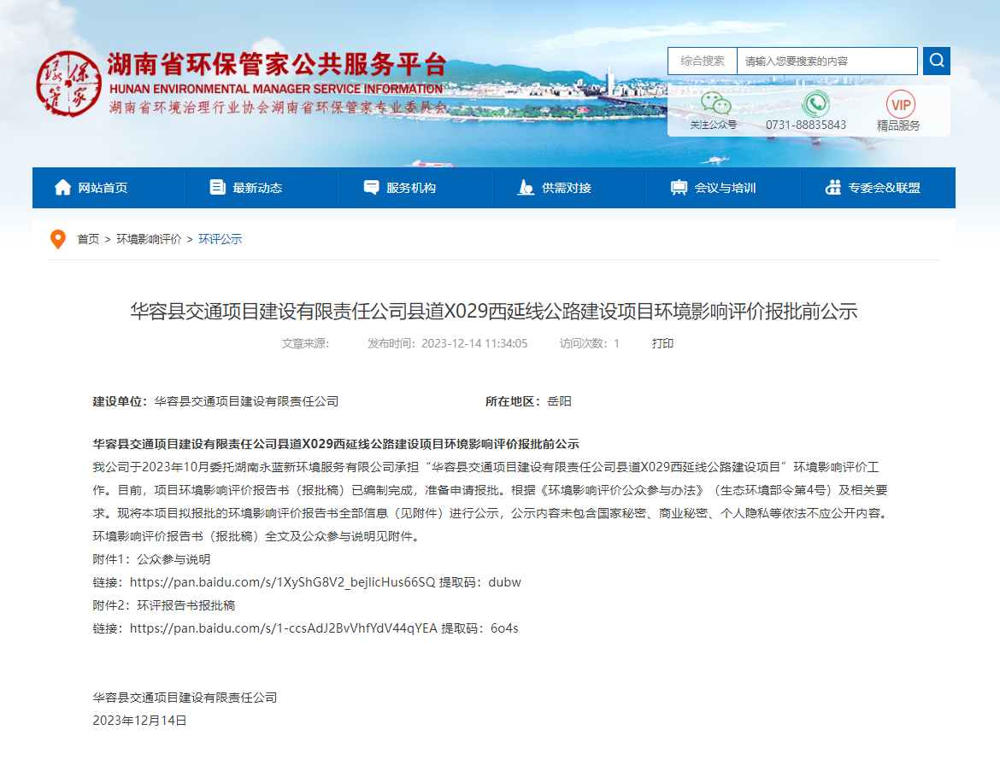 环保管家
湖南省环保管家公共服务平台
HUNAN ENVIRONMENTAL MANAGER SERVICE INFORMATION
湖南省环境治理行业协会湖南省环保管家专业委员会
综合搜索 请输入您要搜索的内容
VIP
关注公众号 0731-88835843 精品服务
网站首页 最新动态 服务机构 供需对接 会议与培训 专委会&联盟
首页 > 环境影响评价 > 环评公示
华容县交通项目建设有限责任公司县道X029西延线公路建设项目环境影响评价报批前公示
文章来源： 发布时间：2023-12-14 11:34:05 访问次数：1 打印
建设单位：华容县交通项目建设有限责任公司 所在地区：岳阳
华容县交通项目建设有限责任公司县道X029西延线公路建设项目环境影响评价报批前公示
我公司于2023年10月委托湖南永蓝新环境服务有限公司承担“华容县交通项目建设有限责任公司县道X029西延线公路建设项目”环境影响评价工
作。目前，项目环境影响评价报告书（报批稿）已编制完成，准备申请报批。根据《环境影响评价公众参与办法》（生态环境部令第4号）及相关要
求。现将本项目拟报批的环境影响评价报告书全部信息（见附件）进行公示，公示内容未包含国家秘密、商业秘密、个人隐私等依法不应公开内容。
环境影响评价报告书（报批稿）全文及公众参与说明见附件。
附件1：公众参与说明
链接：https://pan.baidu.com/s/1XyShG8V2_bejlicHus66SQ 提取码：dubw
附件2：环评报告书报批稿
链接：https://pan.baidu.com/s/1-ccsAdJ2BvVhfYdV44qYEA 提取码：6o4s
华容县交通项目建设有限责任公司
2023年12月14日